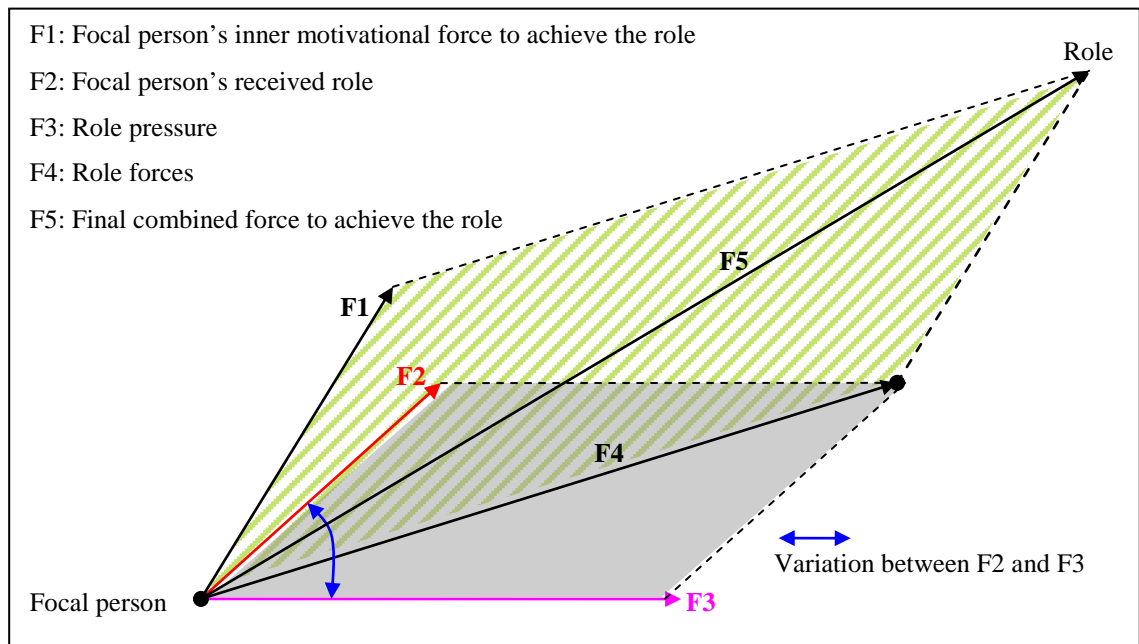 F1: Focal person's inner motivational force to achieve the role
Role
F2: Focal person's received role
F3: Role pressure
F4: Role forces
F5: Final combined force to achieve the role
F5
F1
F2
F4
Variation between F2 and F3
Focal person
F3